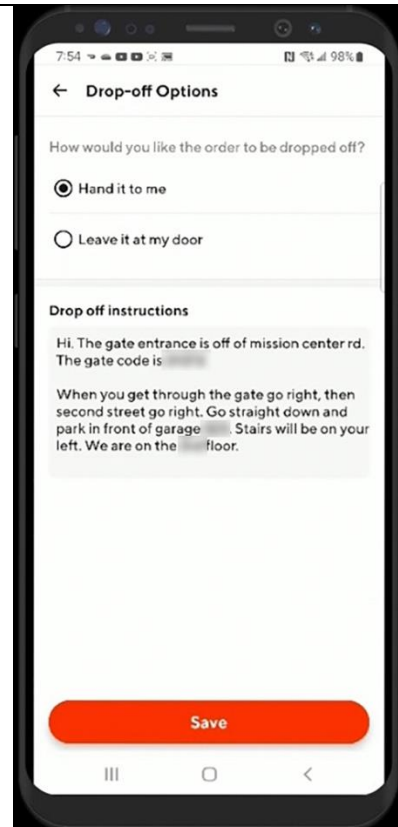 7:54 98%
Drop-off Options
How would you like the order to be dropped off?
Hand it to me
Leave it at my door
Drop off instructions
Hi. The gate entrance is off of mission center rd.
The gate code is
When you get through the gate go right, then
second street go right. Go straight down and
park in front of garage . Stairs will be on your
left. We are on the floor.
Save